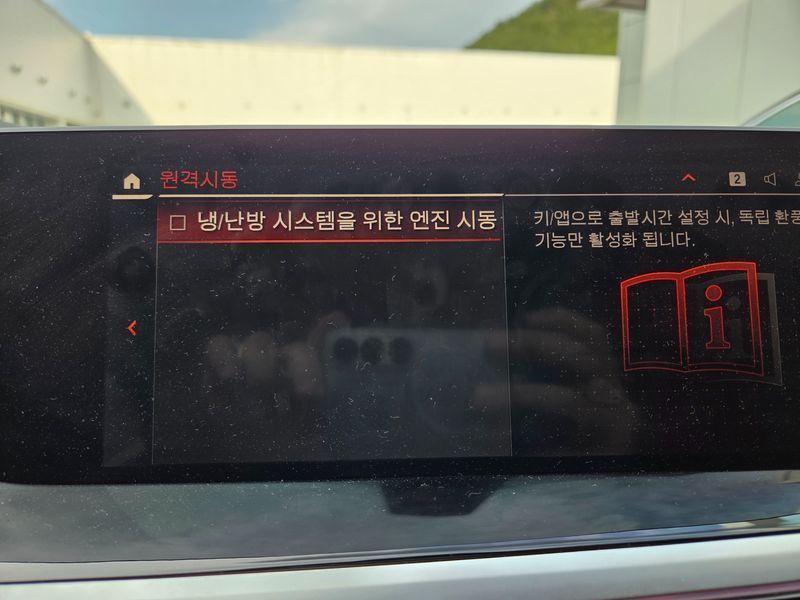 원격시동
2
냉/난방 시스템을 위한 엔진 시동
키/앱으로 출발시간 설정 시, 독립 환풍
기능만 활성화 됩니다.
i